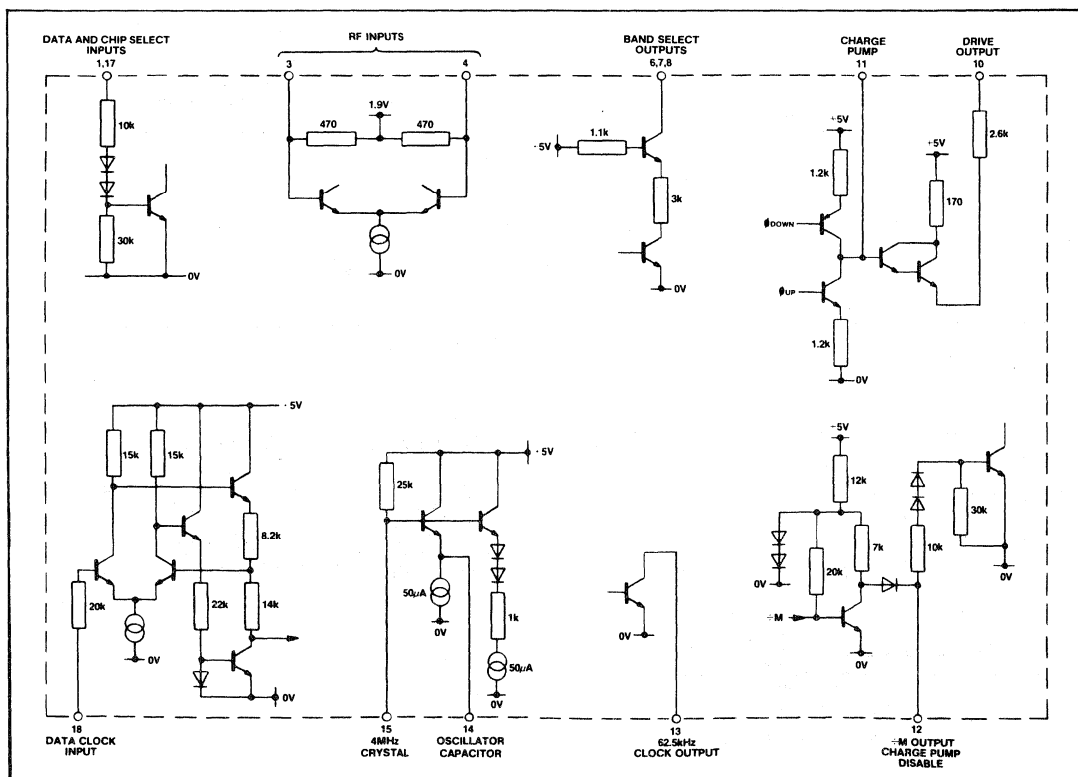 DATA AND CHIP SELECT
INPUTS
1,17
RF INPUTS
3
4
BAND SELECT
OUTPUTS
6,7,8
CHARGE
PUMP
11
DRIVE
OUTPUT
10
10k
30k
0V
1.9V
470
470
0V
·5V
1.1k
3k
0V
+5V
1.2k
ØDOWN
ØUP
1.2k
0V
+5V
170
2.6k
·5V
15k
15k
8.2k
20k
22k
14k
0V
0V
18
DATA CLOCK
INPUT
·5V
25k
50µA
0V
1k
50µA
0V
15
4MHz
CRYSTAL
14
OSCILLATOR
CAPACITOR
0V
13
62.5kHz
CLOCK OUTPUT
+5V
12k
0V
20k
7k
10k
30k
0V
÷M
0V
12
÷M OUTPUT
CHARGE PUMP
DISABLE